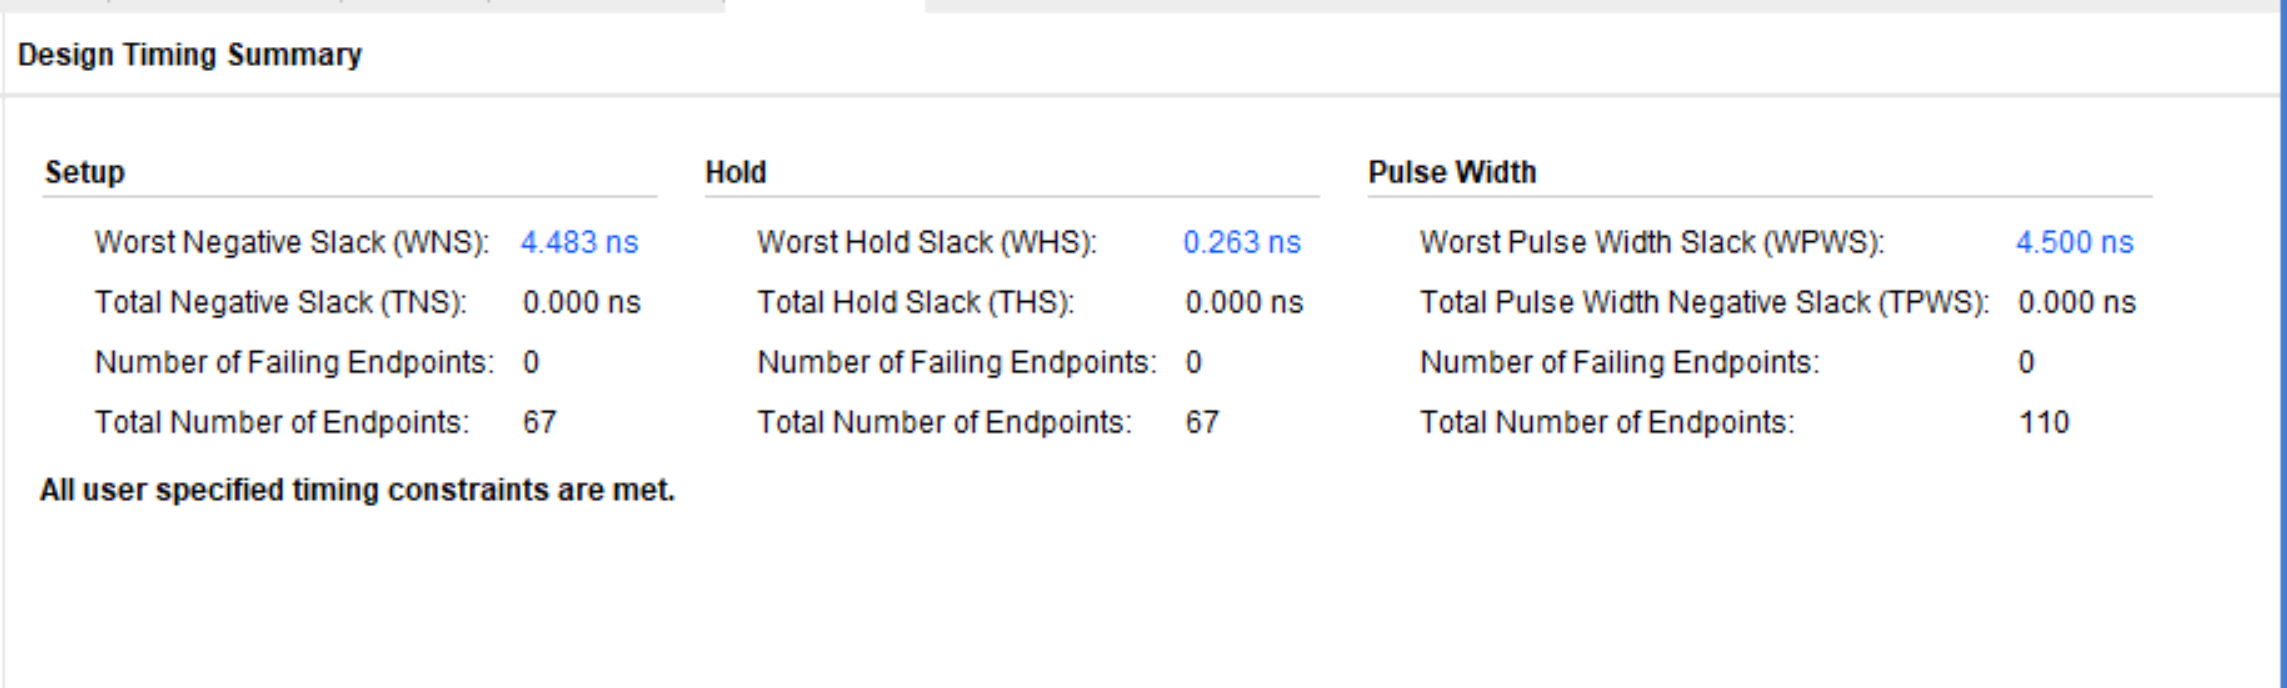 Design Timing Summary
Setup
Hold
Pulse Width
Worst Negative Slack (WNS): 4.483 ns
Worst Hold Slack (WHS): 0.263 ns
Worst Pulse Width Slack (WPWS): 4.500 ns
Total Negative Slack (TNS): 0.000 ns
Total Hold Slack (THS): 0.000 ns
Total Pulse Width Negative Slack (TPWS): 0.000 ns
Number of Failing Endpoints: 0
Number of Failing Endpoints: 0
Number of Failing Endpoints: 0
Total Number of Endpoints: 67
Total Number of Endpoints: 67
Total Number of Endpoints: 110
All user specified timing constraints are met.